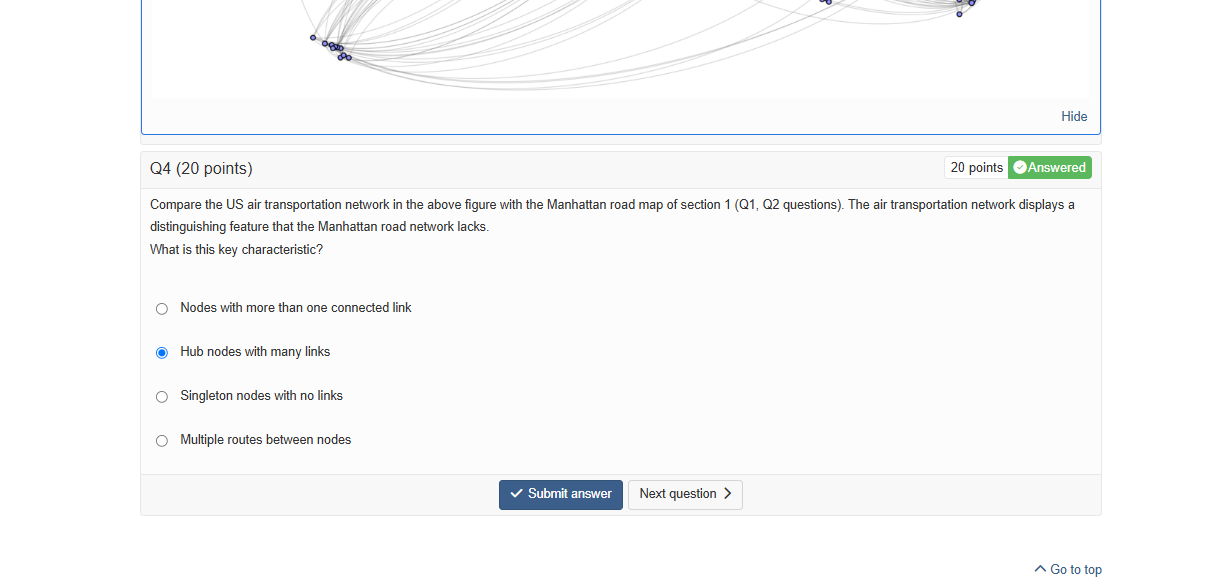 Hide
Q4 (20 points)
20 points Answered
Compare the US air transportation network in the above figure with the Manhattan road map of section 1 (Q1, Q2 questions). The air transportation network displays a
distinguishing feature that the Manhattan road network lacks.
What is this key characteristic?
Nodes with more than one connected link
Hub nodes with many links
Singleton nodes with no links
Multiple routes between nodes
Submit answer Next question
Go to top